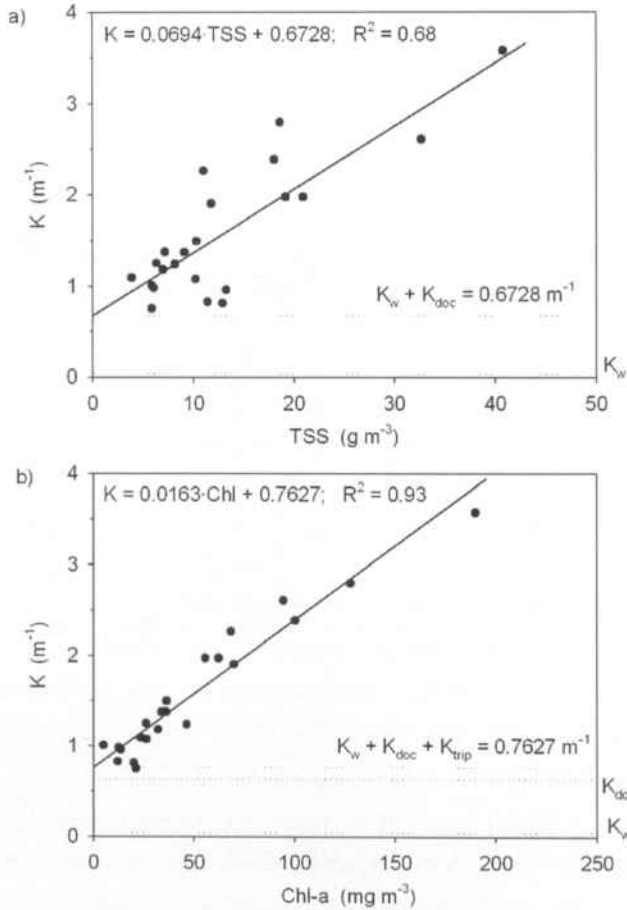 a)
K = 0.0694·TSS + 0.6728; R² = 0.68
4
3
2
1
0
K (m⁻¹)
K_w + K_doc = 0.6728 m⁻¹
K_w
0 10 20 30 40 50
TSS (g m⁻³)
b)
K = 0.0163·Chl + 0.7627; R² = 0.93
4
3
2
1
0
K (m⁻¹)
K_w + K_doc + K_trip = 0.7627 m⁻¹
K_do
K_w
0 50 100 150 200 250
Chl-a (mg m⁻³)